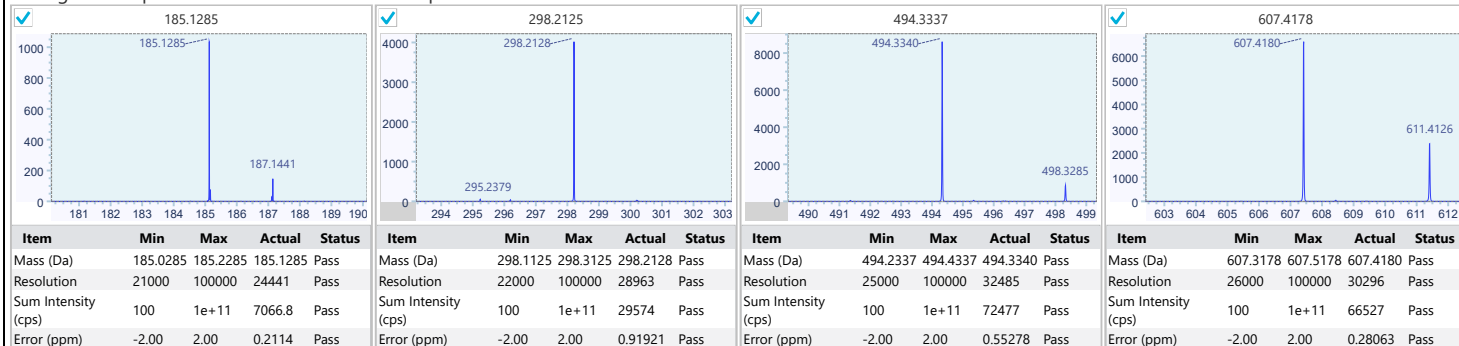 185.1285
1000
800
600
400
200
0
185.1285
187.1441
181 182 183 184 185 186 187 188 189 190
Item Min Max Actual Status
Mass (Da) 185.0285 185.2285 185.1285 Pass
Resolution 21000 100000 24441 Pass
Sum Intensity (cps) 100 1e+11 7066.8 Pass
Error (ppm) -2.00 2.00 0.2114 Pass
298.2125
4000
3000
2000
1000
0
298.2128
295.2379
294 295 296 297 298 299 300 301 302 303
Item Min Max Actual Status
Mass (Da) 298.1125 298.3125 298.2128 Pass
Resolution 22000 100000 28963 Pass
Sum Intensity (cps) 100 1e+11 29574 Pass
Error (ppm) -2.00 2.00 0.91921 Pass
494.3337
8000
6000
4000
2000
0
494.3340
498.3285
490 491 492 493 494 495 496 497 498 499
Item Min Max Actual Status
Mass (Da) 494.2337 494.4337 494.3340 Pass
Resolution 25000 100000 32485 Pass
Sum Intensity (cps) 100 1e+11 72477 Pass
Error (ppm) -2.00 2.00 0.55278 Pass
607.4178
6000
5000
4000
3000
2000
1000
0
607.4180
611.4126
603 604 605 606 607 608 609 610 611 612
Item Min Max Actual Status
Mass (Da) 607.3178 607.5178 607.4180 Pass
Resolution 26000 100000 30296 Pass
Sum Intensity (cps) 100 1e+11 66527 Pass
Error (ppm) -2.00 2.00 0.28063 Pass